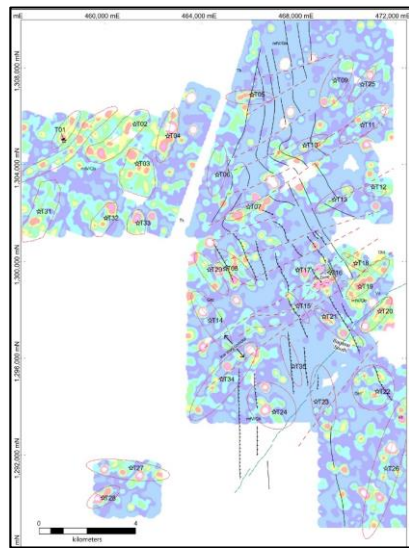 460,000 mE
464,000 mE
468,000 mE
472,000 mE
mN
1,308,000 mN
1,304,000 mN
1,300,000 mN
1,296,000 mN
1,292,000 mN
mN
T05
T09
T25
T01
T02
T04
T11
T10
T03
T06
T12
T13
T31
T32
T33
T07
T29
T08
T17
T16
T18
T19
T15
T14
T21
T20
T35
T34
T22
T23
T24
T27
T26
T28
0
4
kilometers